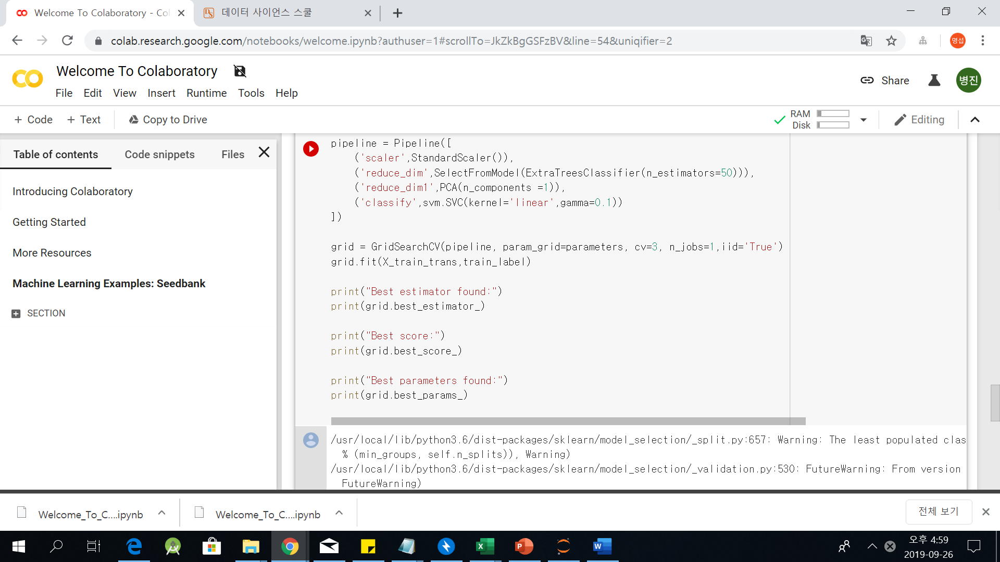 Welcome To Colaboratory - Col
데이터 사이언스 스쿨
colab.research.google.com/notebooks/welcome.ipynb?authuser=1#scrollTo=JkZkBgGSFzBV&line=54&uniqifier=2
명섭
Welcome To Colaboratory
File Edit View Insert Runtime Tools Help
Share
병진
+ Code + Text Copy to Drive
RAM
Disk
Editing
Table of contents Code snippets Files
Introducing Colaboratory
Getting Started
More Resources
Machine Learning Examples: Seedbank
SECTION
pipeline = Pipeline([
('scaler',StandardScaler()),
('reduce_dim',SelectFromModel(ExtraTreesClassifier(n_estimators=50))),
('reduce_dim1',PCA(n_components =1)),
('classify',svm.SVC(kernel='linear',gamma=0.1))
])
grid = GridSearchCV(pipeline, param_grid=parameters, cv=3, n_jobs=1,iid='True')
grid.fit(X_train_trans,train_label)
print("Best estimator found:")
print(grid.best_estimator_)
print("Best score:")
print(grid.best_score_)
print("Best parameters found:")
print(grid.best_params_)
/usr/local/lib/python3.6/dist-packages/sklearn/model_selection/_split.py:657: Warning: The least populated clas
% (min_groups, self.n_splits)), Warning)
/usr/local/lib/python3.6/dist-packages/sklearn/model_selection/_validation.py:530: FutureWarning: From version
FutureWarning)
Welcome_To_C....ipynb
Welcome_To_C....ipynb
전체 보기
오후 4:59
2019-09-26